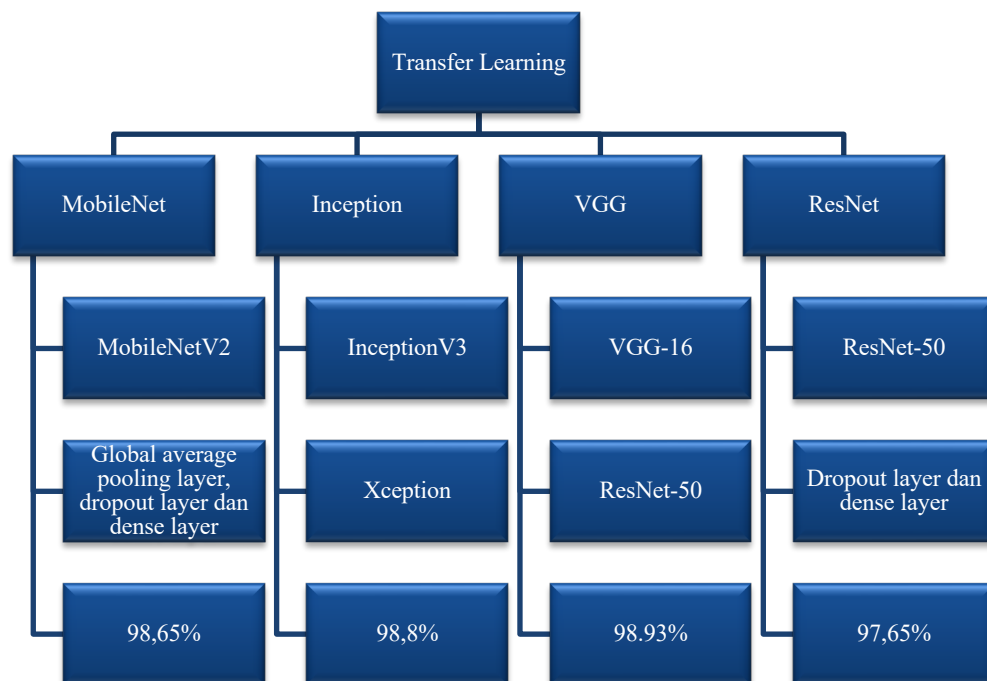 Transfer Learning
MobileNet
Inception
VGG
ResNet
MobileNetV2
InceptionV3
VGG-16
ResNet-50
Global average
pooling layer,
dropout layer dan
dense layer
Xception
ResNet-50
Dropout layer dan
dense layer
98,65%
98,8%
98.93%
97,65%